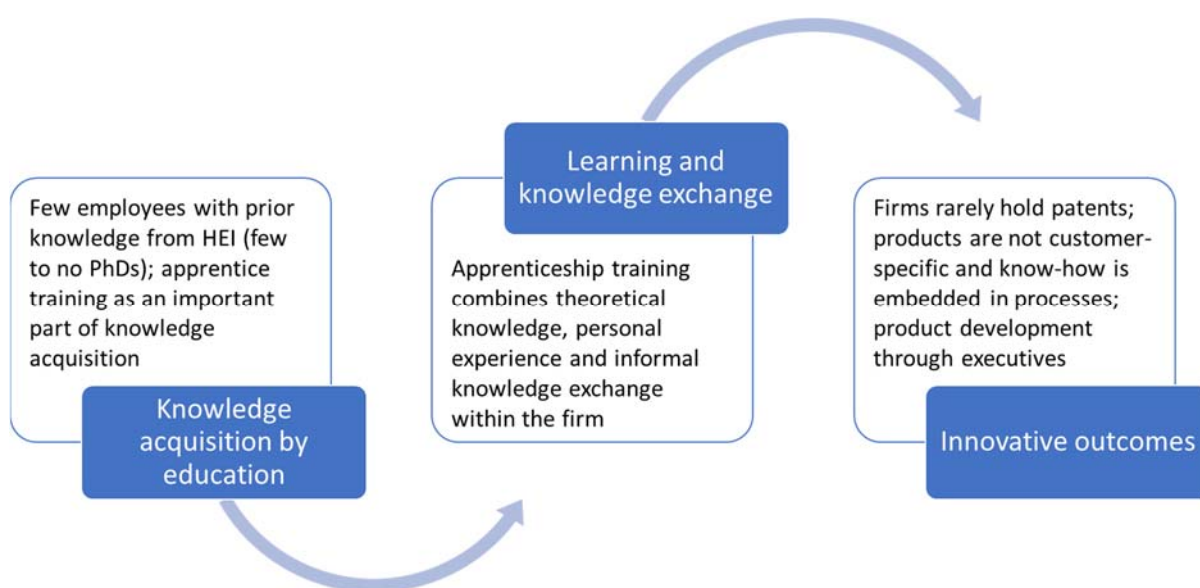 Few employees with prior
knowledge from HEI (few
to no PhDs); apprentice
training as an important
part of knowledge
acquisition
Knowledge
acquisition by
education
Learning and
knowledge exchange
Apprenticeship training
combines theoretical
knowledge, personal
experience and informal
knowledge exchange
within the firm
Firms rarely hold patents;
products are not customer-
specific and know-how is
embedded in processes;
product development
through executives
Innovative outcomes